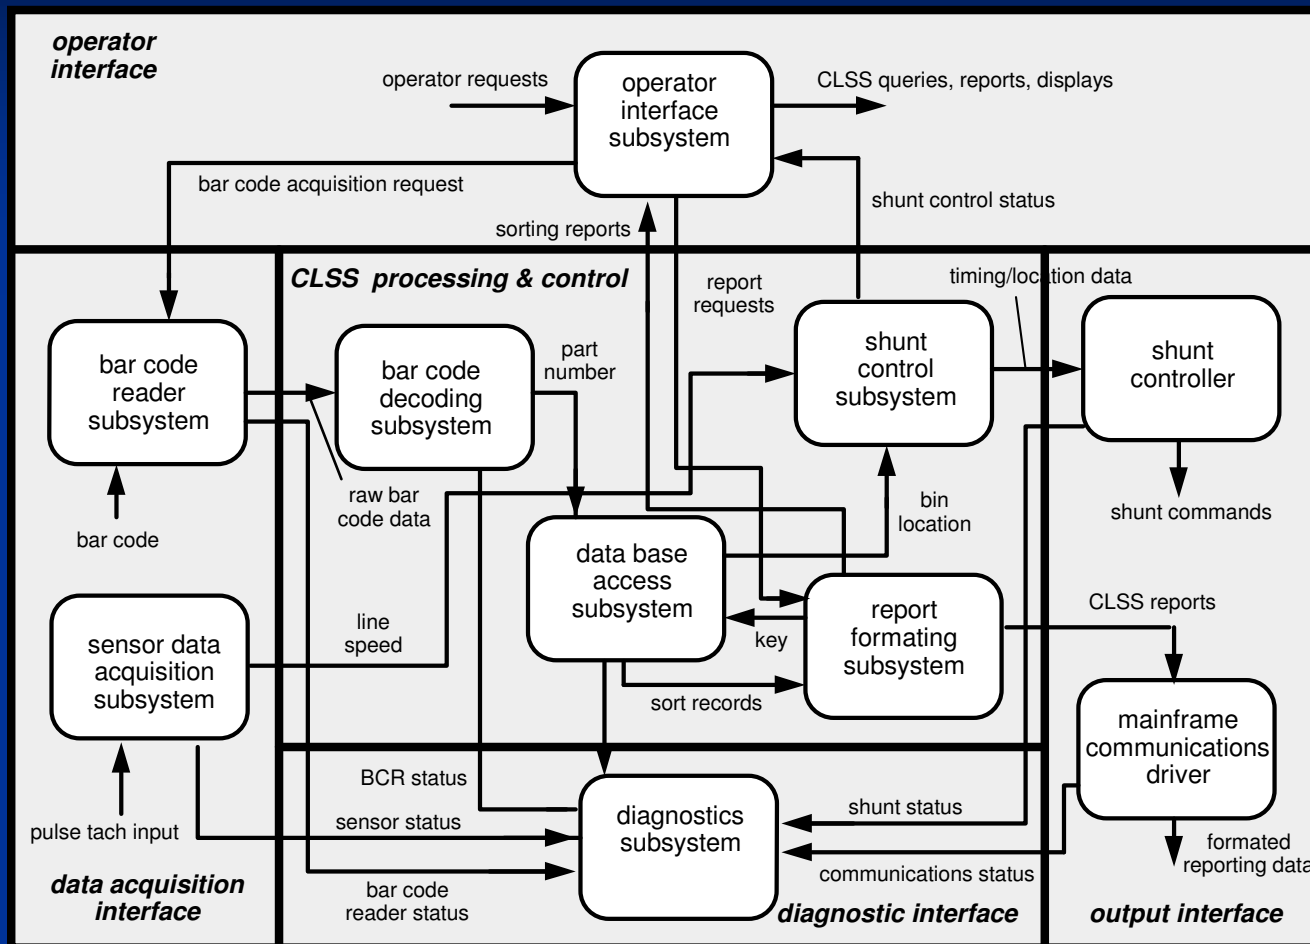 operator
interface
operator requests
operator
interface
subsystem
CLSS queries, reports, displays
bar code acquisition request
shunt control status
sorting reports
CLSS processing & control
report
requests
timing/location data
bar code
reader
subsystem
bar code
decoding
subsystem
part
number
shunt
control
subsystem
shunt
controller
raw bar
code data
bin
location
shunt commands
bar code
data base
access
subsystem
report
formating
subsystem
CLSS reports
line
speed
key
sensor data
acquisition
subsystem
sort records
mainframe
communications
driver
BCR status
pulse tach input
sensor status
diagnostics
subsystem
shunt status
formated
reporting data
communications status
bar code
reader status
data acquisition
interface
diagnostic interface
output interface